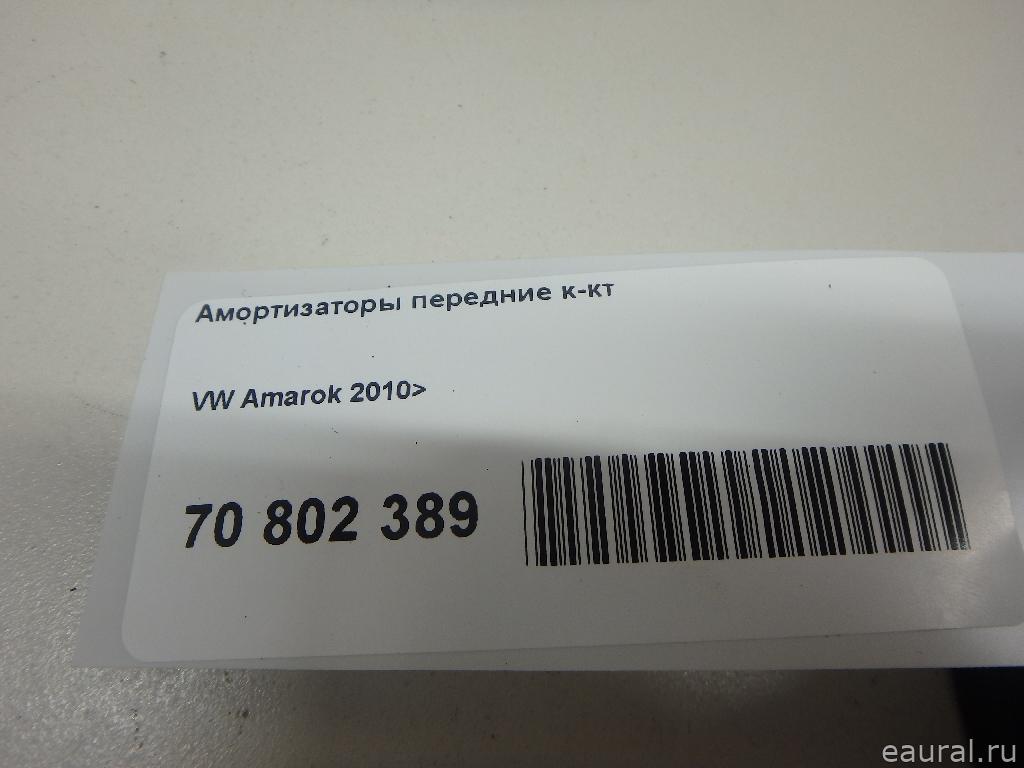 Амортизаторы передние к-кт
VW Amarok 2010>
70 802 389
eaural.ru